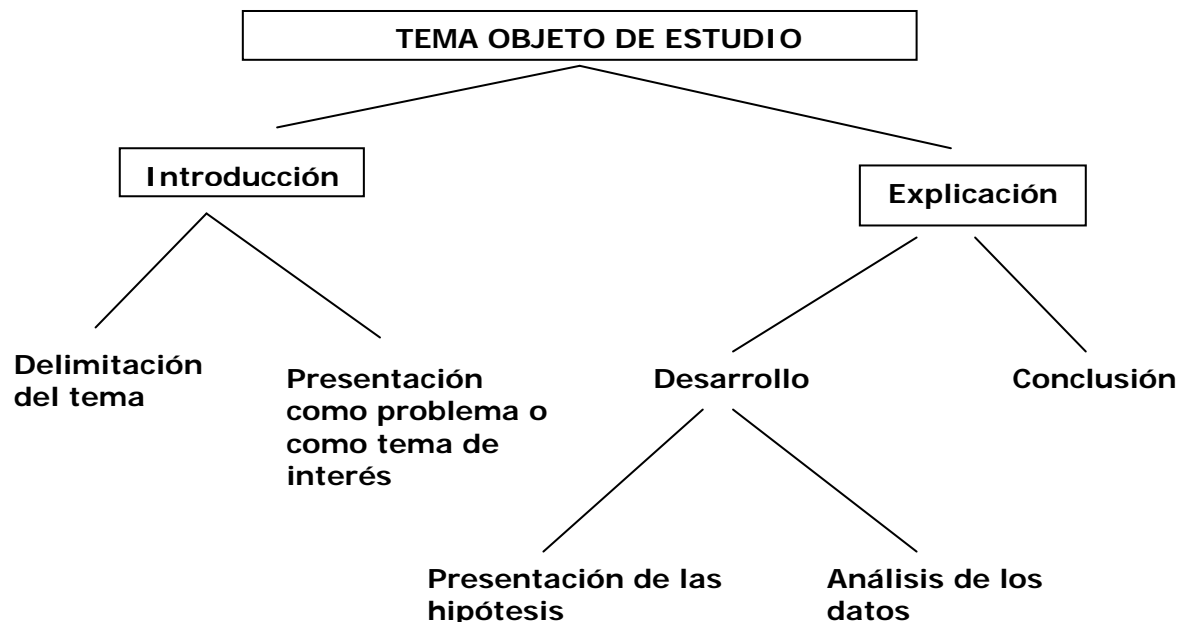 TEMA OBJETO DE ESTUDIO
Introducción
Explicación
Delimitación
del tema
Presentación
como problema o
como tema de
interés
Desarrollo
Conclusión
Presentación de las
hipótesis
Análisis de los
datos